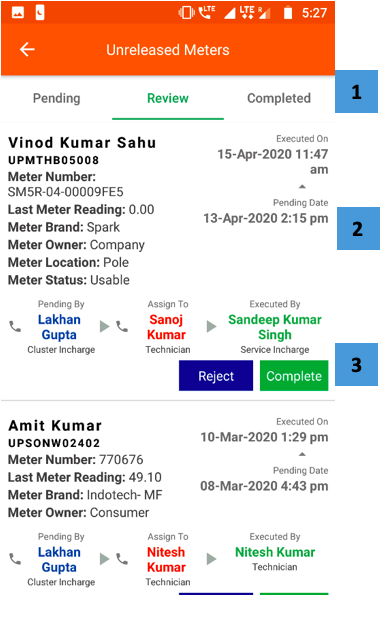 LTE LTE R 5:27
Unreleased Meters
Pending Review Completed
1
Vinod Kumar Sahu
UPMTHB05008
Meter Number:
SM5R-04-00009FE5
Last Meter Reading: 0.00
Meter Brand: Spark
Meter Owner: Company
Meter Location: Pole
Meter Status: Usable
Executed On
15-Apr-2020 11:47
am
Pending Date
13-Apr-2020 2:15 pm
2
Pending By
Lakhan
Gupta
Cluster Incharge
Assign To
Sanoj
Kumar
Technician
Executed By
Sandeep Kumar
Singh
Service Incharge
Reject Complete
3
Amit Kumar
UPSONW02402
Meter Number: 770676
Last Meter Reading: 49.10
Meter Brand: Indotech- MF
Meter Owner: Consumer
Executed On
10-Mar-2020 1:29 pm
Pending Date
08-Mar-2020 4:43 pm
Pending By
Lakhan
Gupta
Cluster Incharge
Assign To
Nitesh
Kumar
Technician
Executed By
Nitesh Kumar
Technician